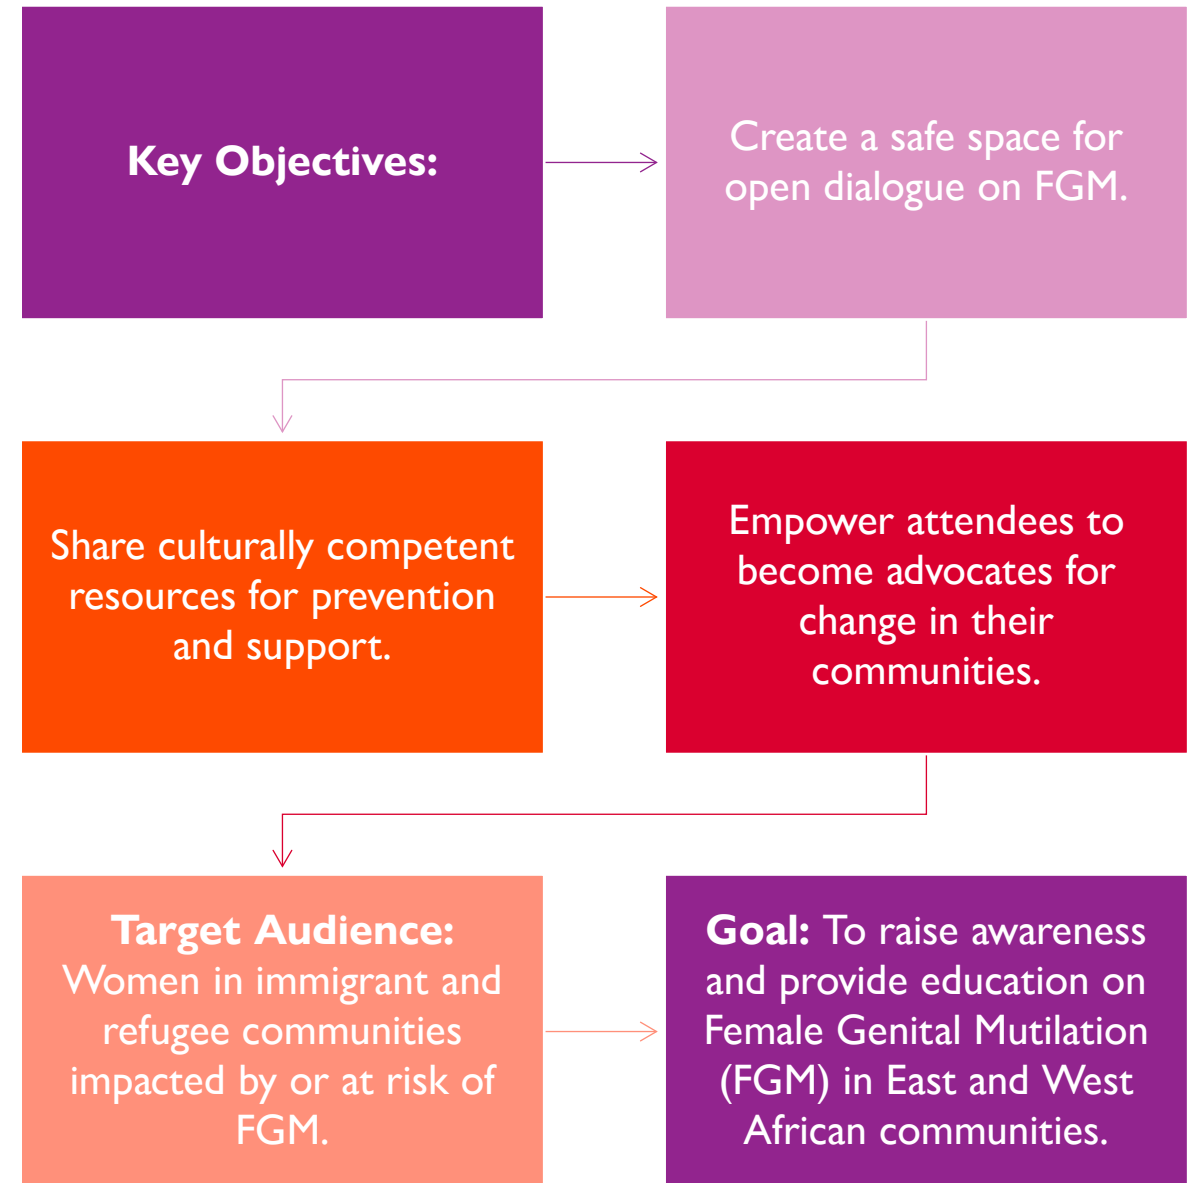 Key Objectives:
Create a safe space for
open dialogue on FGM.
Share culturally competent
resources for prevention
and support.
Empower attendees to
become advocates for
change in their
communities.
Target Audience:
Women in immigrant and
refugee communities
impacted by or at risk of
FGM.
Goal: To raise awareness
and provide education on
Female Genital Mutilation
(FGM) in East and West
African communities.